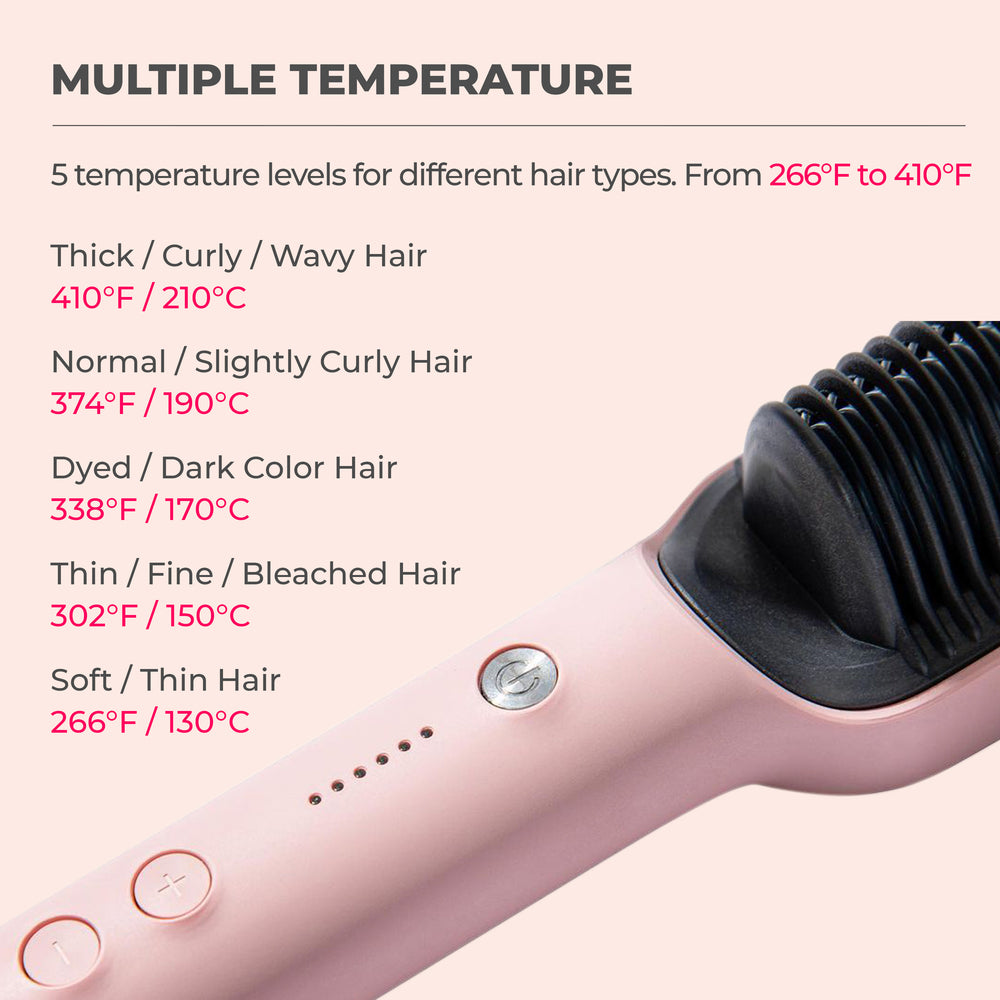 MULTIPLE TEMPERATURE
5 temperature levels for different hair types. From 266°F to 410°F
Thick / Curly / Wavy Hair
410°F / 210°C
Normal / Slightly Curly Hair
374°F / 190°C
Dyed / Dark Color Hair
338°F / 170°C
Thin / Fine / Bleached Hair
302°F / 150°C
Soft / Thin Hair
266°F / 130°C